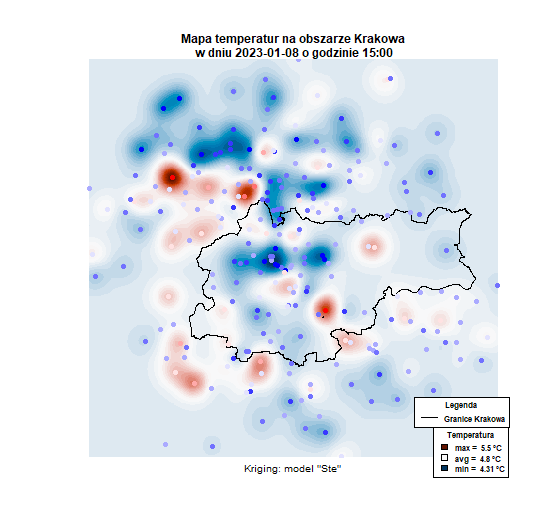 Mapa temperatur na obszarze Krakowa
w dniu 2023-01-08 o godzinie 15:00
Legenda
Granice Krakowa
Temperatura
max = 5.5 °C
avg = 4.8 °C
min = 4.31 °C
Kriging: model "Ste"